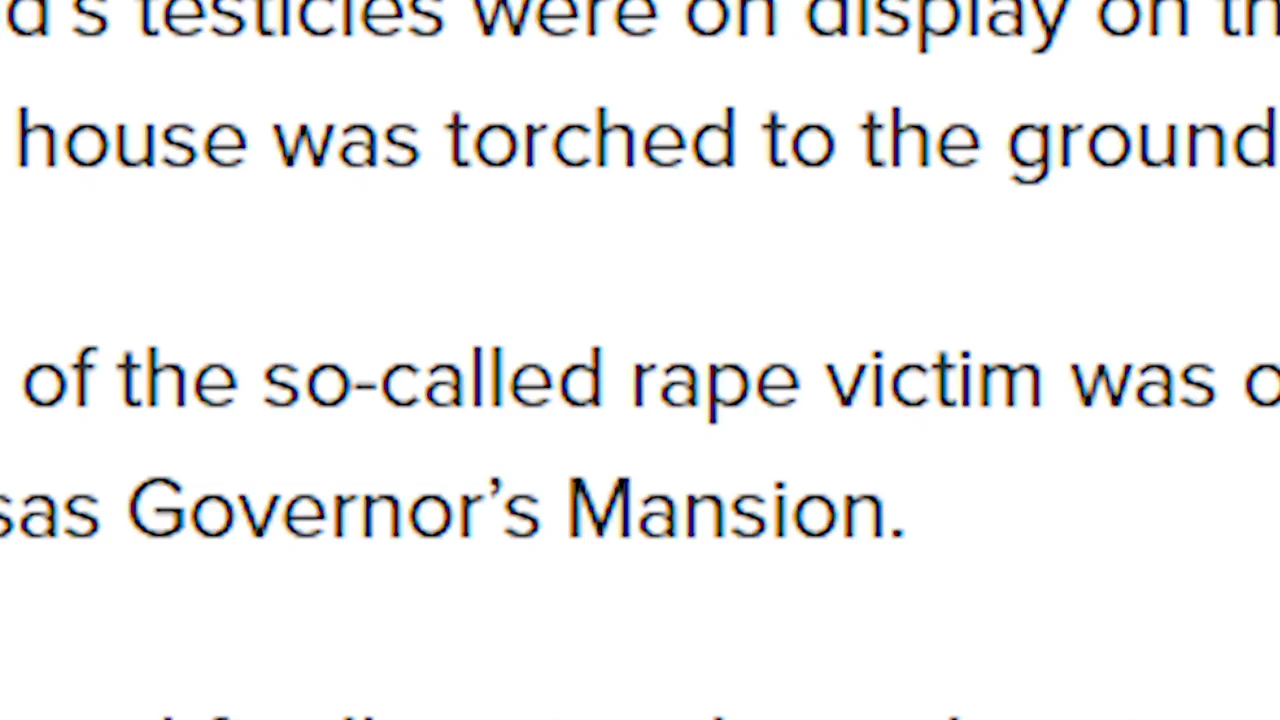 d's testicles were on display on th
house was torched to the ground
of the so-called rape victim was o
sas Governor’s Mansion.